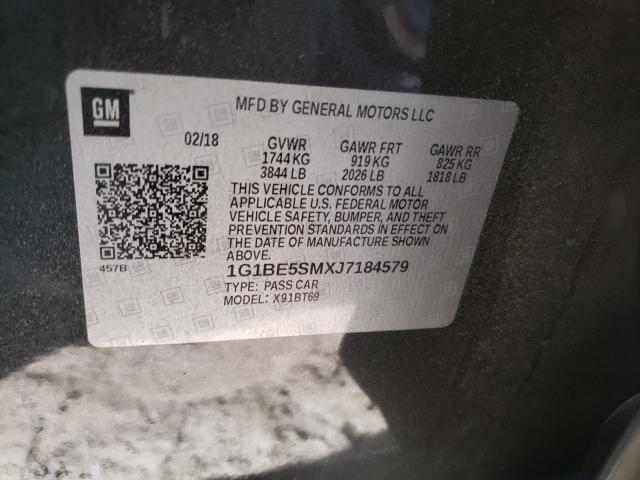 GM
MFD BY GENERAL MOTORS LLC
02/18 GVWR GAWR FRT GAWR RR
1744 KG 919 KG 825 KG
3844 LB 2026 LB 1818 LB
THIS VEHICLE CONFORMS TO ALL
APPLICABLE U.S. FEDERAL MOTOR
VEHICLE SAFETY, BUMPER, AND THEFT
PREVENTION STANDARDS IN EFFECT ON
THE DATE OF MANUFACTURE SHOWN
ABOVE.
457B
1G1BE5SMXJ7184579
TYPE: PASS CAR
MODEL: X91BT69